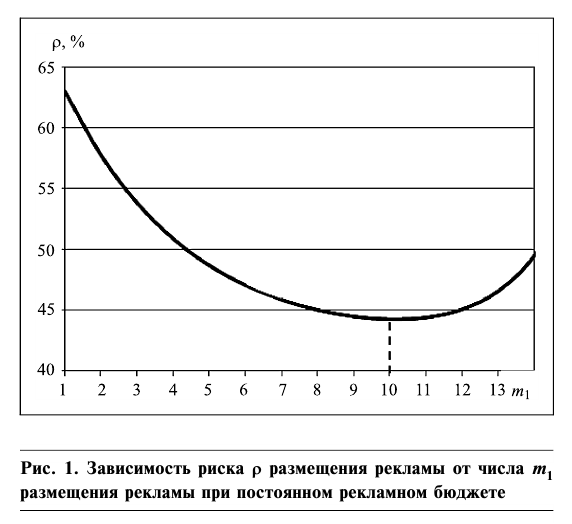 ρ, %
65
60
55
50
45
40
1 2 3 4 5 6 7 8 9 10 11 12 13 m₁
Рис. 1. Зависимость риска ρ размещения рекламы от числа m₁
размещения рекламы при постоянном рекламном бюджете